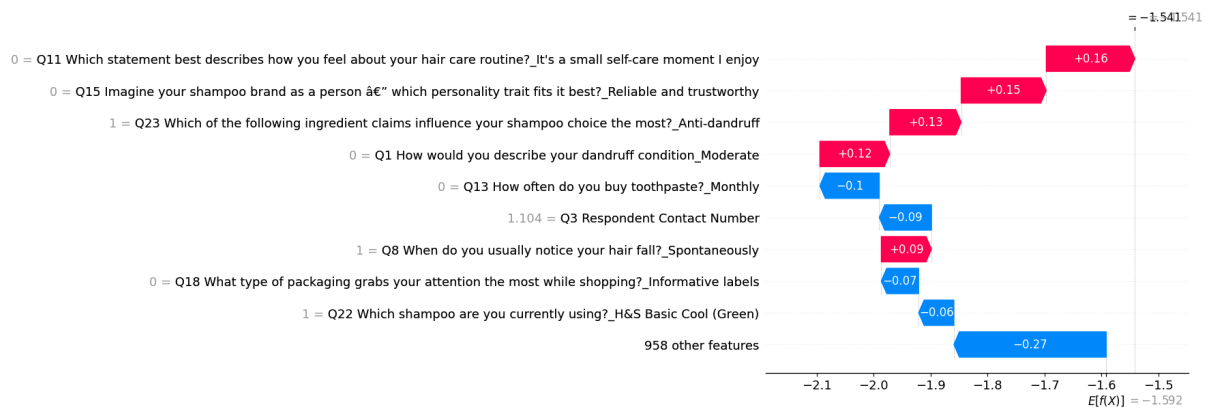 = −1.541
0 = Q11 Which statement best describes how you feel about your hair care routine?_It's a small self-care moment I enjoy
+0.16
0 = Q15 Imagine your shampoo brand as a person â€” which personality trait fits it best?_Reliable and trustworthy
+0.15
1 = Q23 Which of the following ingredient claims influence your shampoo choice the most?_Anti-dandruff
+0.13
0 = Q1 How would you describe your dandruff condition_Moderate
+0.12
0 = Q13 How often do you buy toothpaste?_Monthly
−0.1
1.104 = Q3 Respondent Contact Number
−0.09
1 = Q8 When do you usually notice your hair fall?_Spontaneously
+0.09
0 = Q18 What type of packaging grabs your attention the most while shopping?_Informative labels
−0.07
1 = Q22 Which shampoo are you currently using?_H&S Basic Cool (Green)
−0.06
958 other features
−0.27
−2.1 −2.0 −1.9 −1.8 −1.7 −1.6 −1.5
E[f(X)] = −1.592